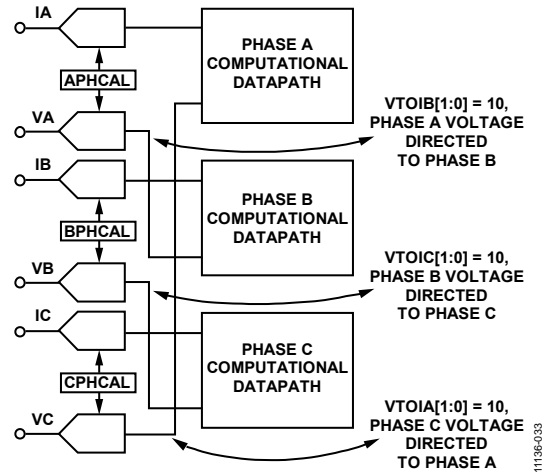 IA
PHASE A
COMPUTATIONAL
DATAPATH
APHCAL
VA
VTOIB[1:0] = 10,
PHASE A VOLTAGE
DIRECTED
TO PHASE B
IB
PHASE B
COMPUTATIONAL
DATAPATH
BPHCAL
VB
VTOIC[1:0] = 10,
PHASE B VOLTAGE
DIRECTED
TO PHASE C
IC
PHASE C
COMPUTATIONAL
DATAPATH
CPHCAL
VC
VTOIA[1:0] = 10,
PHASE C VOLTAGE
DIRECTED
TO PHASE A
11136-033